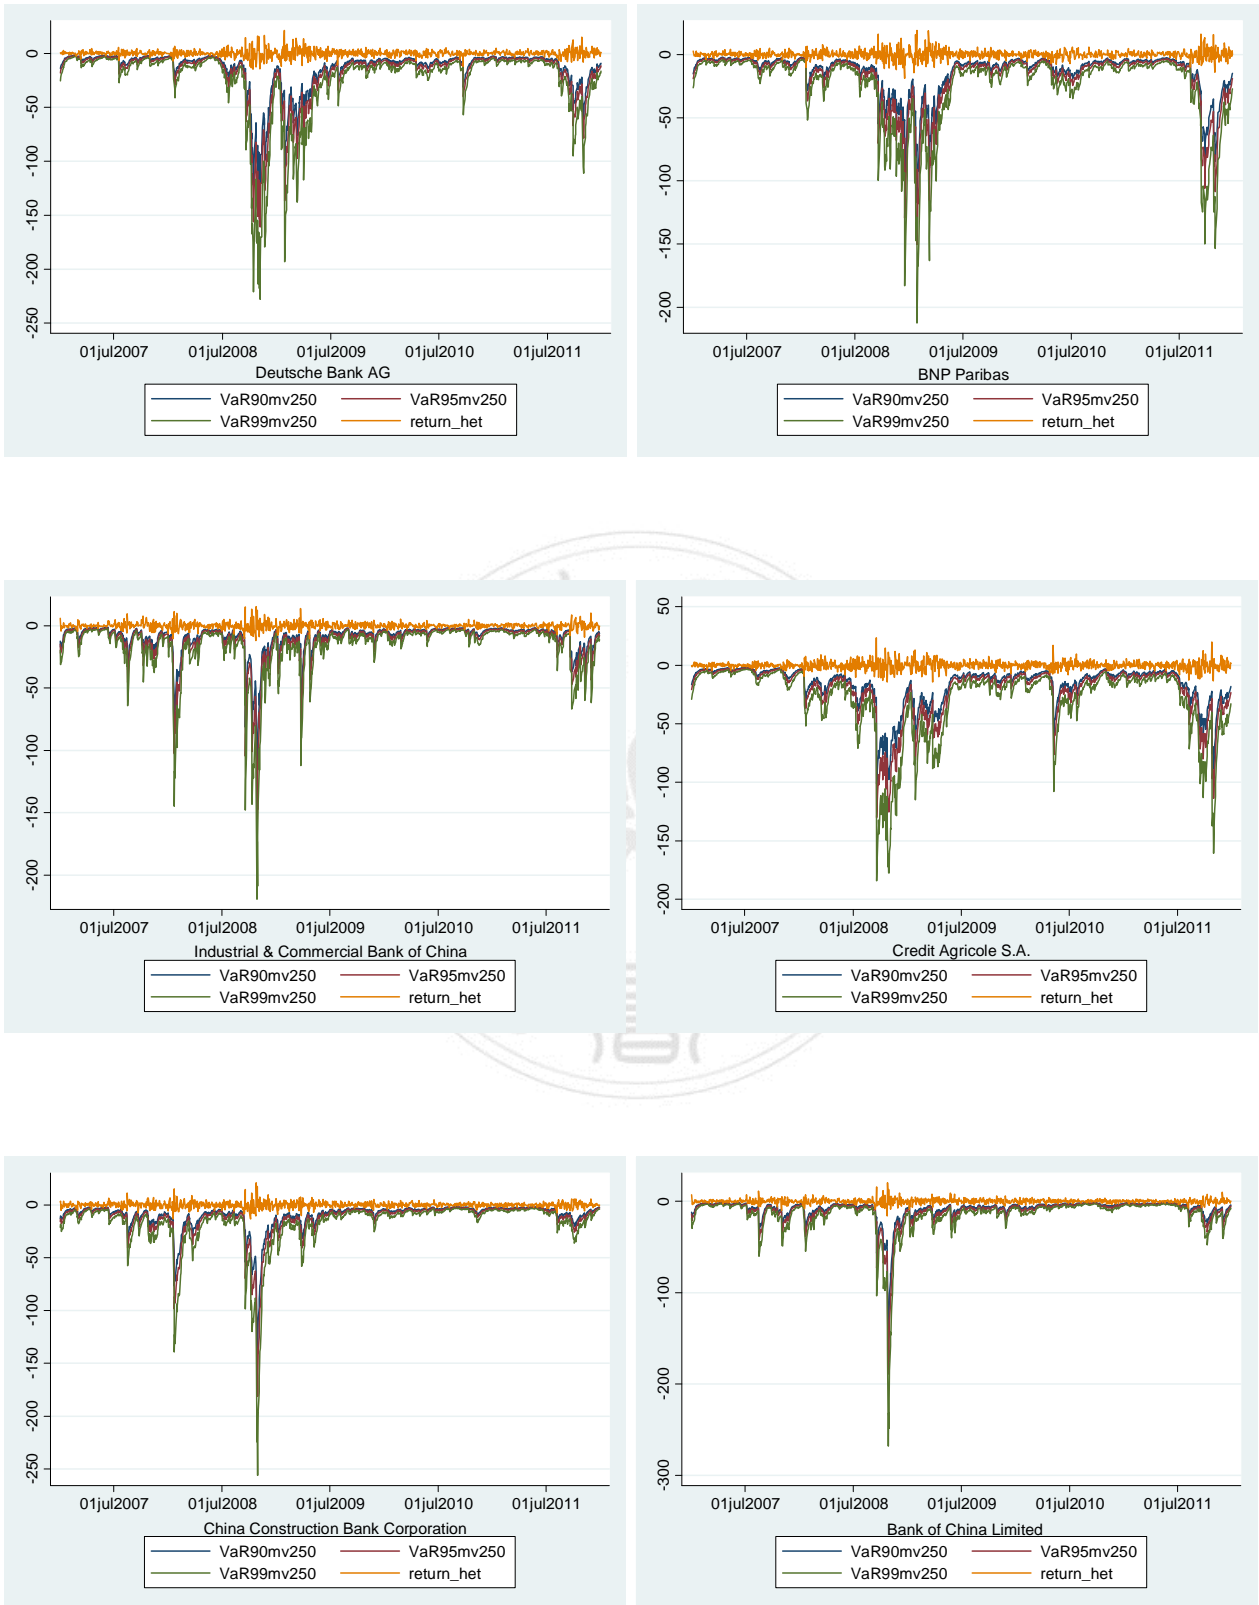 0
-50
-100
-150
-200
-250
01jul2007 01jul2008 01jul2009 01jul2010 01jul2011
Deutsche Bank AG
VaR90mv250 VaR95mv250
VaR99mv250 return_het
0
-50
-100
-150
-200
01jul2007 01jul2008 01jul2009 01jul2010 01jul2011
BNP Paribas
VaR90mv250 VaR95mv250
VaR99mv250 return_het
0
-50
-100
-150
-200
01jul2007 01jul2008 01jul2009 01jul2010 01jul2011
Industrial & Commercial Bank of China
VaR90mv250 VaR95mv250
VaR99mv250 return_het
50
0
-50
-100
-150
-200
01jul2007 01jul2008 01jul2009 01jul2010 01jul2011
Credit Agricole S.A.
VaR90mv250 VaR95mv250
VaR99mv250 return_het
0
-50
-100
-150
-200
-250
01jul2007 01jul2008 01jul2009 01jul2010 01jul2011
China Construction Bank Corporation
VaR90mv250 VaR95mv250
VaR99mv250 return_het
0
-100
-200
-300
01jul2007 01jul2008 01jul2009 01jul2010 01jul2011
Bank of China Limited
VaR90mv250 VaR95mv250
VaR99mv250 return_het